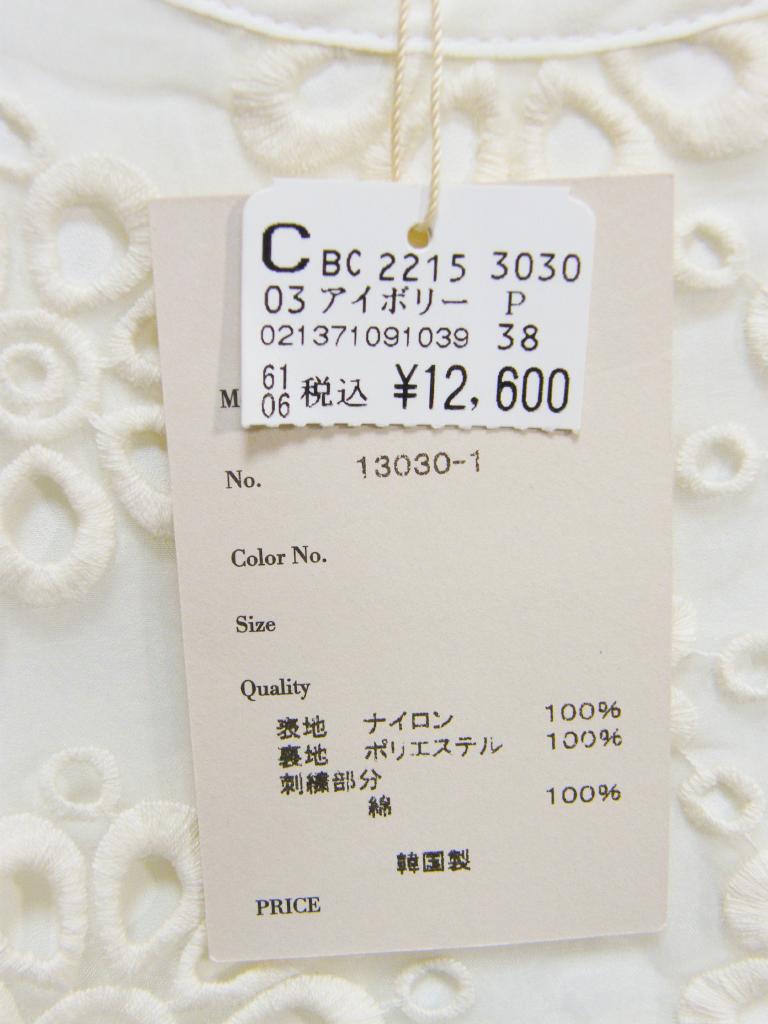 C BC 2215 3030
03 アイボリー P
021371091039 38
61
06 税込 ¥12,600
No. 13030-1
Color No.
Size
Quality
表地 ナイロン 100%
裏地 ポリエステル 100%
刺繍部分
綿 100%
韓国製
PRICE